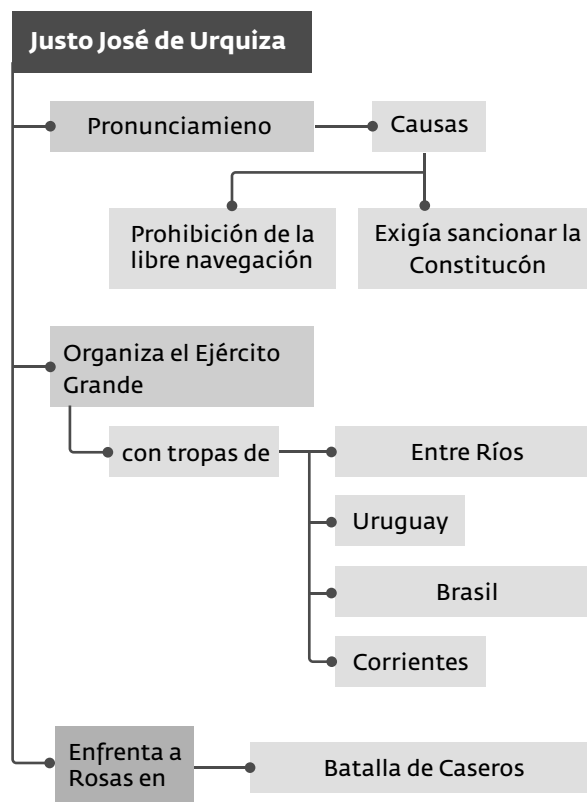 Justo José de Urquiza
Pronunciamieno
Causas
Prohibición de la
libre navegación
Exigía sancionar la
Constitucón
Organiza el Ejército
Grande
con tropas de
Entre Ríos
Uruguay
Brasil
Corrientes
Enfrenta a
Rosas en
Batalla de Caseros